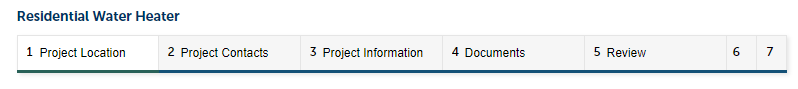 Residential Water Heater
1 Project Location 2 Project Contacts 3 Project Information 4 Documents 5 Review 6 7